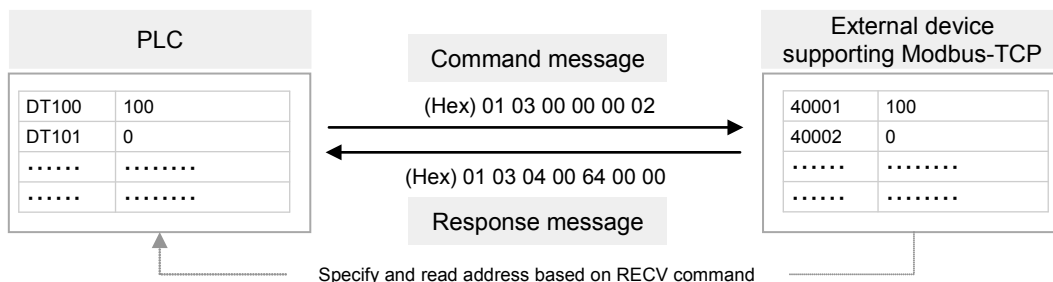 PLC
External device
supporting Modbus-TCP
Command message
(Hex) 01 03 00 00 00 02
DT100 100
DT101 0
...... ........
...... ........
40001 100
40002 0
...... ........
...... ........
(Hex) 01 03 04 00 64 00 00
Response message
Specify and read address based on RECV command